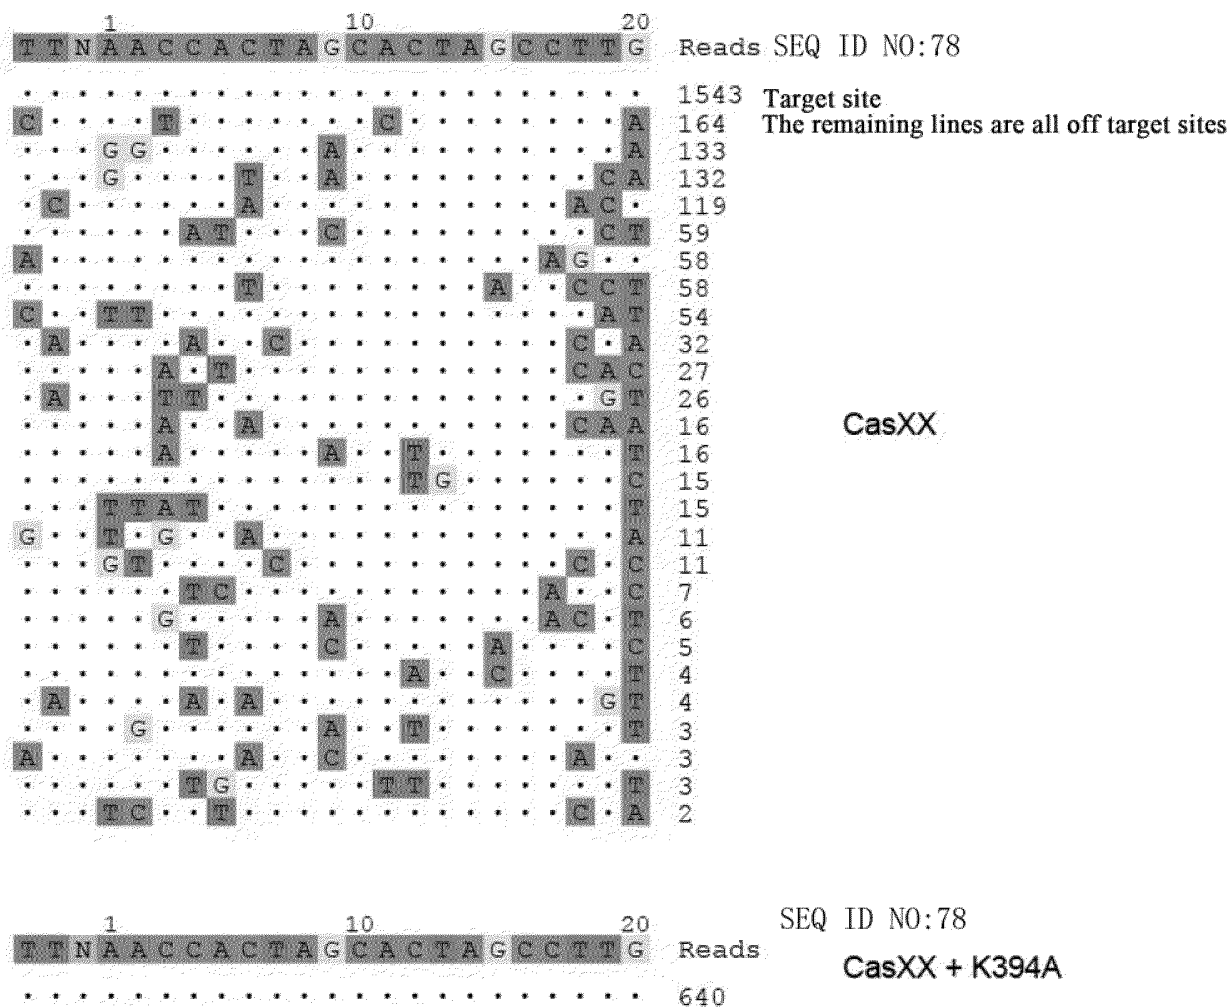 1 10 20
T T N A A C C A C T A G C A C T A G C C T T G Reads SEQ ID NO:78
. . . . . . . . . . . . . . . . . . . . . . . 1543 Target site
C . . . . T . . . . . . . C . . . . . . . . A 164 The remaining lines are all off target sites
. . . G G . . . . . . A . . . . . . . . . . A 133
. . . G . . . . T . . A . . . . . . . . . C A 132
. C . . . . . . A . . . . . . . . . . . A C . 119
. . . . . . A T . . . C . . . . . . . . . C T 59
A . . . . . . . . . . . . . . . . . . A G . . 58
. . . . . . . . T . . . . . . . . A . . C C T 58
C . . T T . . . . . . . . . . . . . . . . A T 54
. A . . . . A . . C . . . . . . . . . . C . A 32
. . . . . A . T . . . . . . . . . . . . C A C 27
. A . . . T T . . . . . . . . . . . . . . G T 26
. . . . . A . . A . . . . . . . . . . . C A A 16
. . . . . A . . . . . A . . T . . . . . . . T 16
. . . . . . . . . . . . . . T G . . . . . . C 15
. . . T T A T . . . . . . . . . . . . . . . T 15
G . . T . G . . A . . . . . . . . . . . . . A 11
. . . G T . . . . C . . . . . . . . . . C . C 11
. . . . . . T C . . . . . . . . . . . A . . C 7
. . . . . G . . . . . A . . . . . . . A C . T 6
. . . . . . T . . . . C . . . . . A . . . . C 5
. . . . . . . . . . . . . . A . . C . . . . T 4
. A . . . . A . A . . . . . . . . . . . . G T 4
. . . . G . . . . . . A . . T . . . . . . . T 3
A . . . . . . . A . . C . . . . . . . . A . . 3
. . . . . . T G . . . . . T T . . . . . . . T 3
. . . T C . . T . . . . . . . . . . . . C . A 2
CasXX
1 10 20 SEQ ID NO:78
T T N A A C C A C T A G C A C T A G C C T T G Reads
CasXX + K394A
. . . . . . . . . . . . . . . . . . . . . . . 640